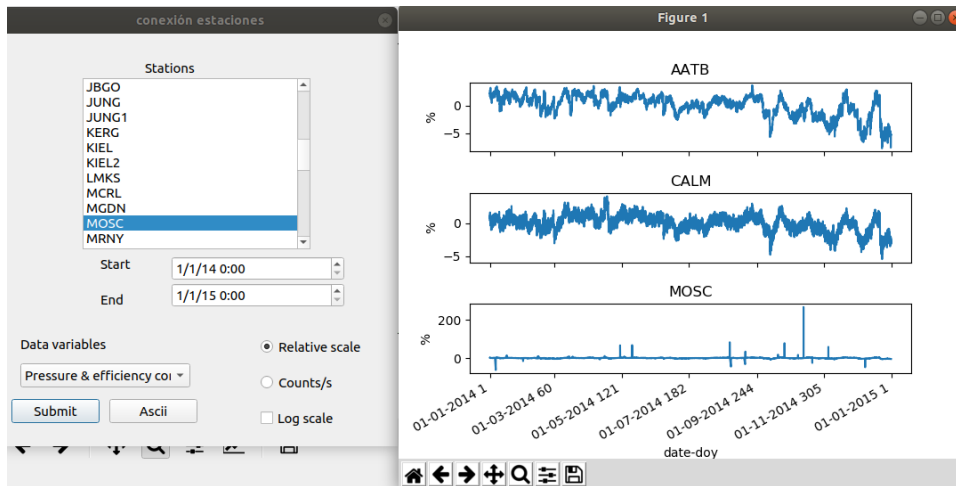 conexión estaciones
Stations
JBGO
JUNG
JUNG1
KERG
KIEL
KIEL2
LMKS
MCRL
MGDN
MOSC
MRNY
Start
1/1/14 0:00
End
1/1/15 0:00
Data variables
Relative scale
Pressure & efficiency coı
Counts/s
Submit
Ascii
Log scale
Figure 1
AATB
0
−5
%
CALM
0
−5
%
MOSC
200
0
%
01-01-2014 1
01-03-2014 60
01-05-2014 121
01-07-2014 182
01-09-2014 244
01-11-2014 305
01-01-2015 1
date-doy